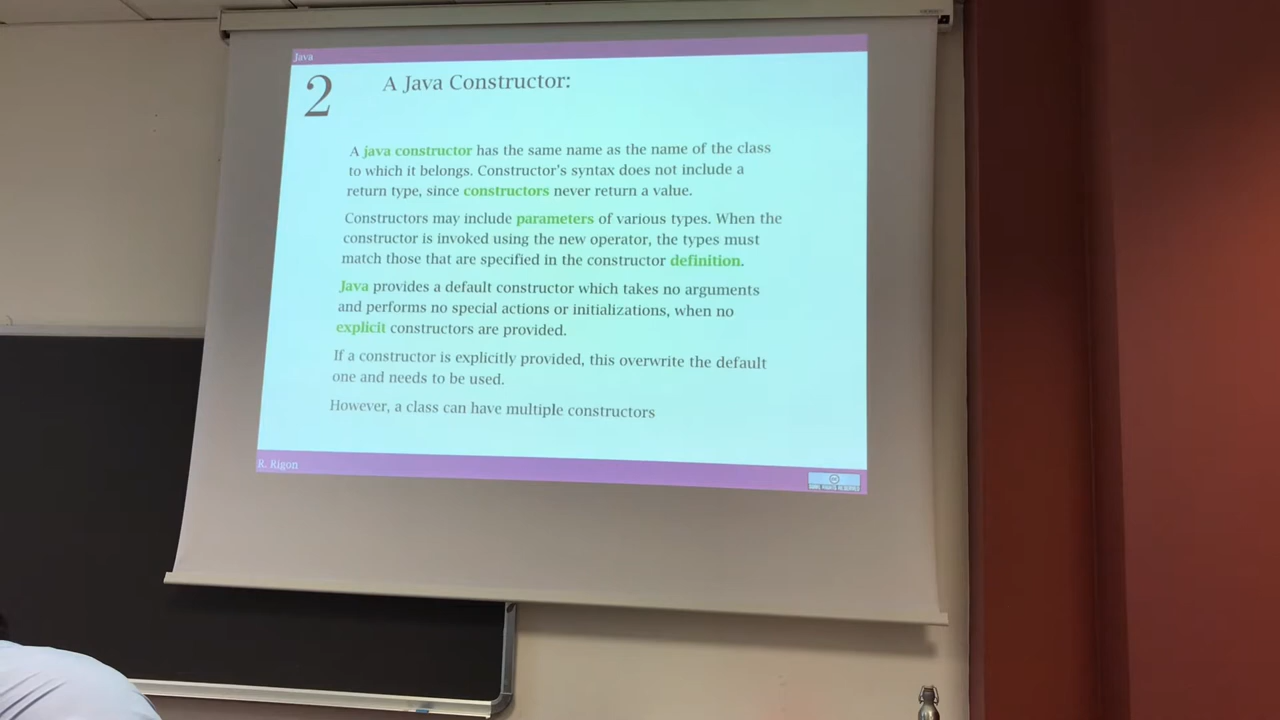 Java
2
A Java Constructor:
A java constructor has the same name as the name of the class
to which it belongs. Constructor's syntax does not include a
return type, since constructors never return a value.
Constructors may include parameters of various types. When the
constructor is invoked using the new operator, the types must
match those that are specified in the constructor definition.
Java provides a default constructor which takes no arguments
and performs no special actions or initializations, when no
explicit constructors are provided.
If a constructor is explicitly provided, this overwrite the default
one and needs to be used.
However, a class can have multiple constructors
R. Rigon